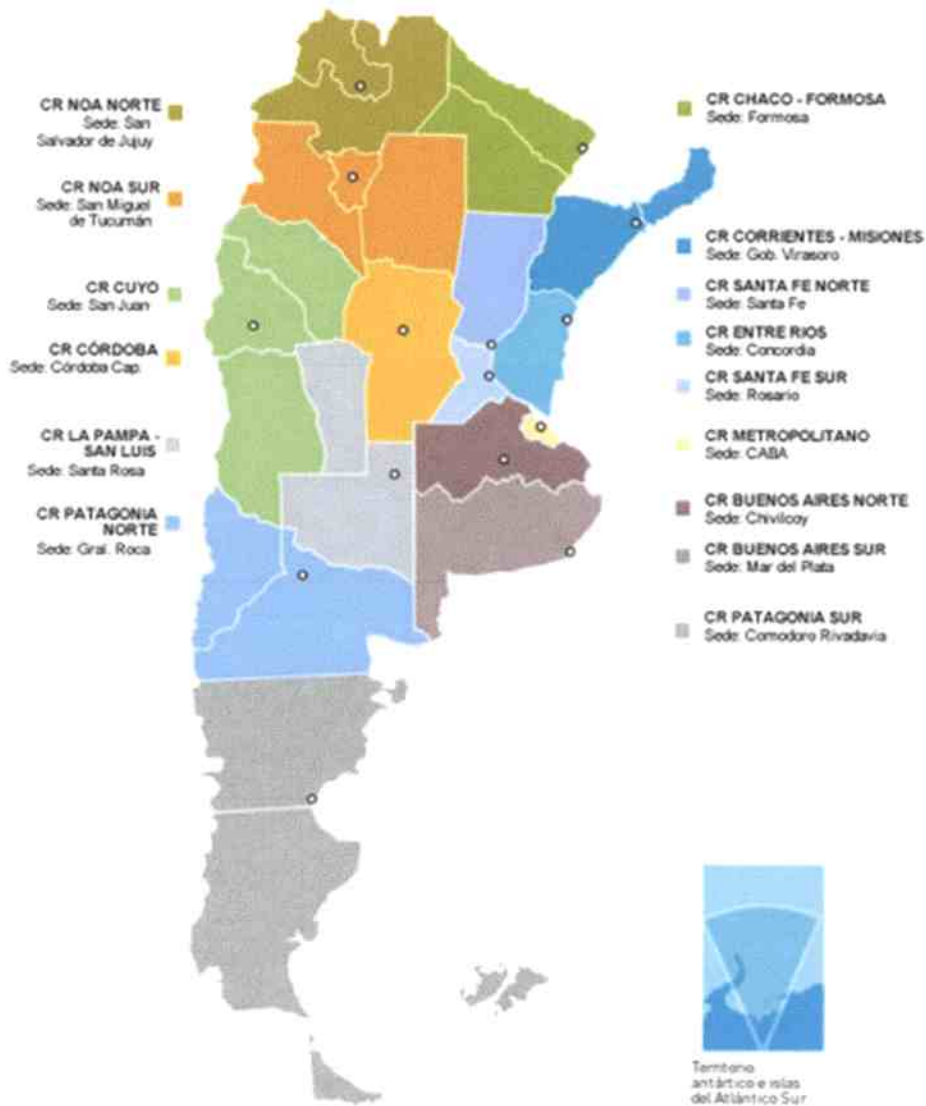 CR NOA NORTE
Sede: San
Salvador de Jujuy
CR NOA SUR
Sede: San Miguel
de Tucumán
CR CUYO
Sede: San Juan
CR CÓRDOBA
Sede: Córdoba Cap.
CR LA PAMPA -
SAN LUIS
Sede: Santa Rosa
CR PATAGONIA
NORTE
Sede: Gral. Roca
CR CHACO - FORMOSA
Sede: Formosa
CR CORRIENTES - MISIONES
Sede: Gob. Virasoro
CR SANTA FE NORTE
Sede: Santa Fe
CR ENTRE RIOS
Sede: Concordia
CR SANTA FE SUR
Sede: Rosario
CR METROPOLITANO
Sede: CABA
CR BUENOS AIRES NORTE
Sede: Chivilcoy
CR BUENOS AIRES SUR
Sede: Mar del Plata
CR PATAGONIA SUR
Sede: Comodoro Rivadavia
Territorio
antártico e islas
del Atlántico Sur